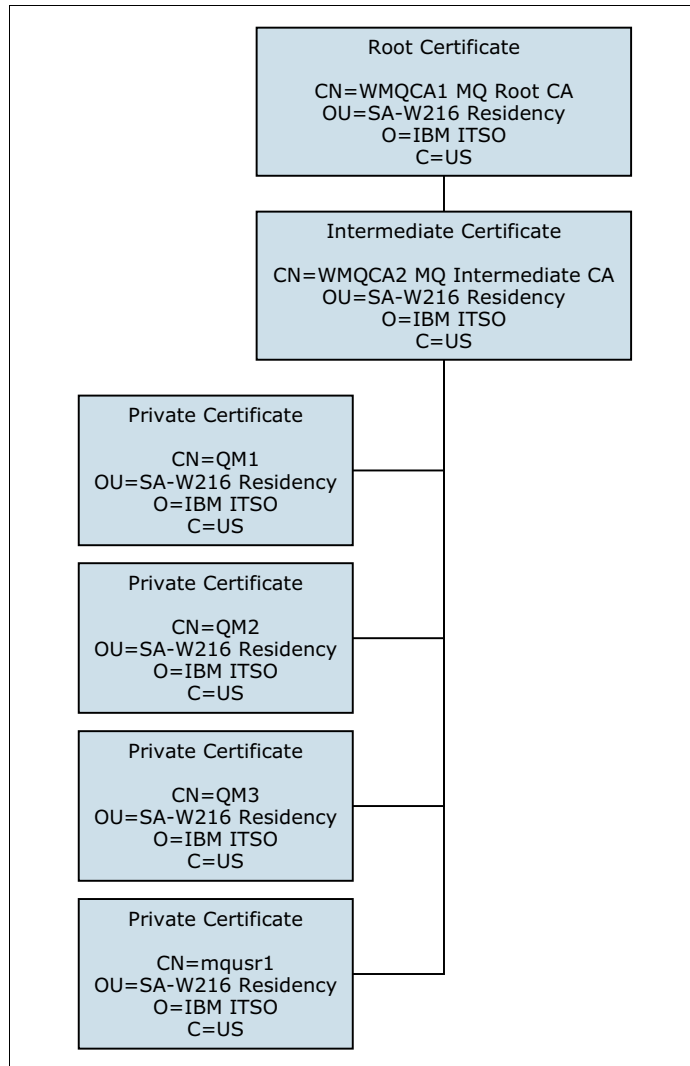 Root Certificate
CN=WMQCA1 MQ Root CA
OU=SA-W216 Residency
O=IBM ITSO
C=US
Intermediate Certificate
CN=WMQCA2 MQ Intermediate CA
OU=SA-W216 Residency
O=IBM ITSO
C=US
Private Certificate
CN=QM1
OU=SA-W216 Residency
O=IBM ITSO
C=US
Private Certificate
CN=QM2
OU=SA-W216 Residency
O=IBM ITSO
C=US
Private Certificate
CN=QM3
OU=SA-W216 Residency
O=IBM ITSO
C=US
Private Certificate
CN=mqusr1
OU=SA-W216 Residency
O=IBM ITSO
C=US